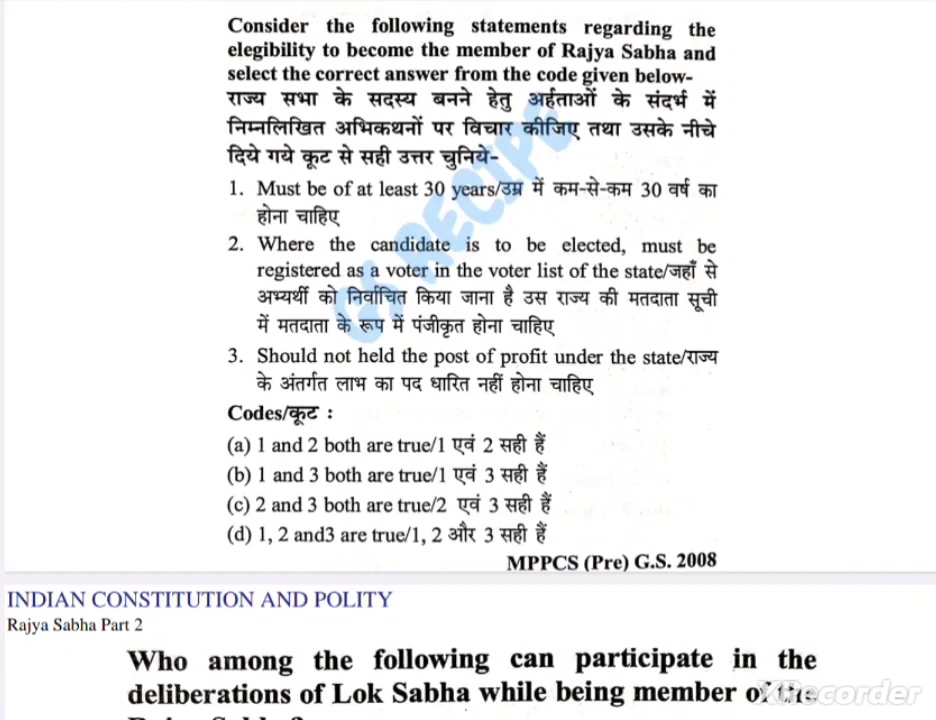 Consider the following statements regarding the
elegibility to become the member of Rajya Sabha and
select the correct answer from the code given below-
राज्य सभा के सदस्य बनने हेतु अर्हताओं के संदर्भ में
निम्नलिखित अभिकथनों पर विचार कीजिए तथा उसके नीचे
दिये गये कूट से सही उत्तर चुनिये-
1. Must be of at least 30 years/उम्र में कम-से-कम 30 वर्ष का
होना चाहिए
2. Where the candidate is to be elected, must be
registered as a voter in the voter list of the state/जहाँ से
अभ्यर्थी को निर्वाचित किया जाना है उस राज्य की मतदाता सूची
में मतदाता के रूप में पंजीकृत होना चाहिए
3. Should not held the post of profit under the state/राज्य
के अंतर्गत लाभ का पद धारित नहीं होना चाहिए
Codes/कूट :
(a) 1 and 2 both are true/1 एवं 2 सही हैं
(b) 1 and 3 both are true/1 एवं 3 सही हैं
(c) 2 and 3 both are true/2 एवं 3 सही हैं
(d) 1, 2 and3 are true/1, 2 और 3 सही हैं
MPPCS (Pre) G.S. 2008
GS RECIPE
INDIAN CONSTITUTION AND POLITY
Rajya Sabha Part 2
Who among the following can participate in the
deliberations of Lok Sabha while being member of the
XRecorder